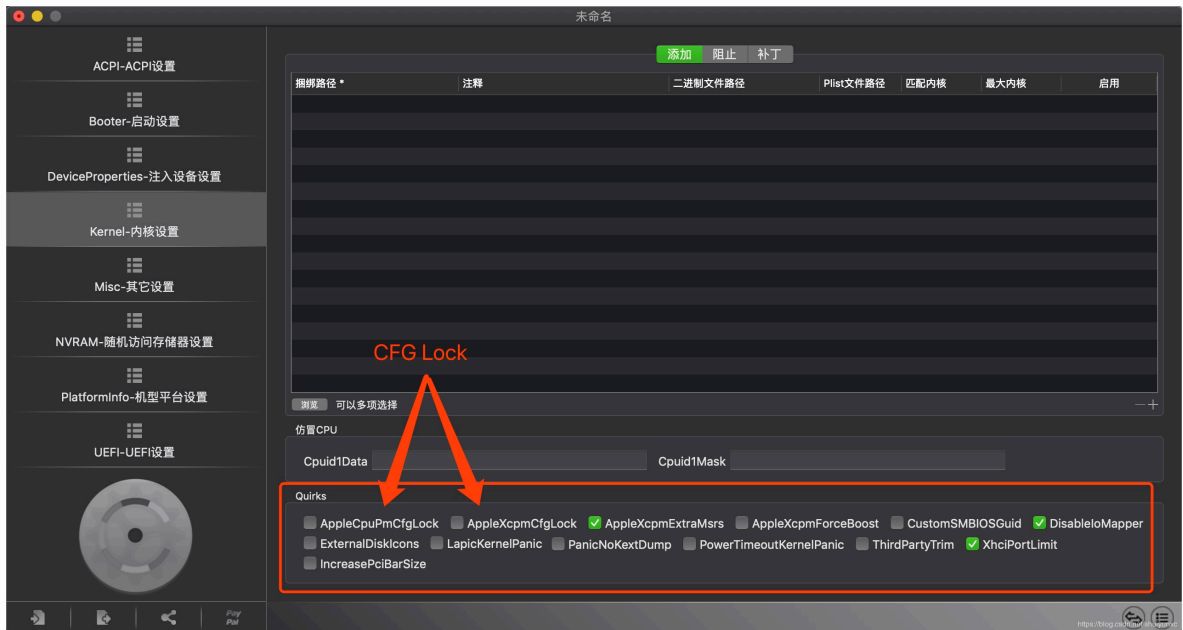 未命名
ACPI-ACPI设置
Booter-启动设置
DeviceProperties-注入设备设置
Kernel-内核设置
Misc-其它设置
NVRAM-随机访问存储器设置
PlatformInfo-机型平台设置
UEFI-UEFI设置
Pay
Pal
添加 阻止 补丁
捆绑路径 * 注释 二进制文件路径 Plist文件路径 匹配内核 最大内核 启用
CFG Lock
浏览 可以多项选择
仿冒CPU
Cpuid1Data Cpuid1Mask
Quirks
AppleCpuPmCfgLock AppleXcpmCfgLock AppleXcpmExtraMsrs AppleXcpmForceBoost CustomSMBIOSGuid DisableIoMapper
ExternalDiskIcons LapicKernelPanic PanicNoKextDump PowerTimeoutKernelPanic ThirdPartyTrim XhciPortLimit
IncreasePciBarSize